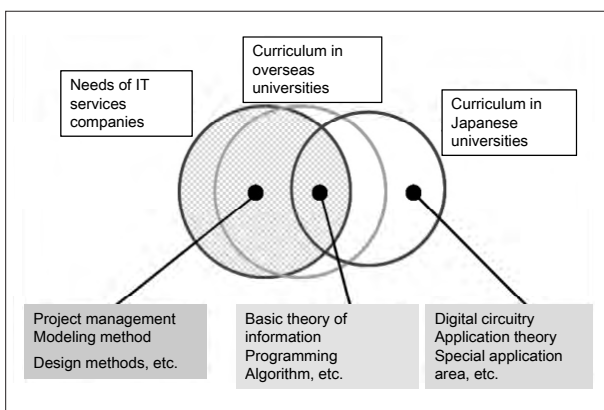 Needs of IT
services
companies
Curriculum in
overseas
universities
Curriculum in
Japanese
universities
Project management
Modeling method
Design methods, etc.
Basic theory of
information
Programming
Algorithm, etc.
Digital circuitry
Application theory
Special application
area, etc.